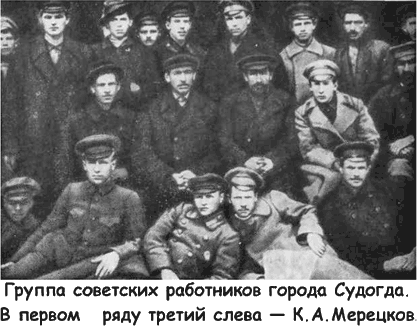 Группа советских работников города Судогда.
В первом ряду третий слева — К.А.Мерецков